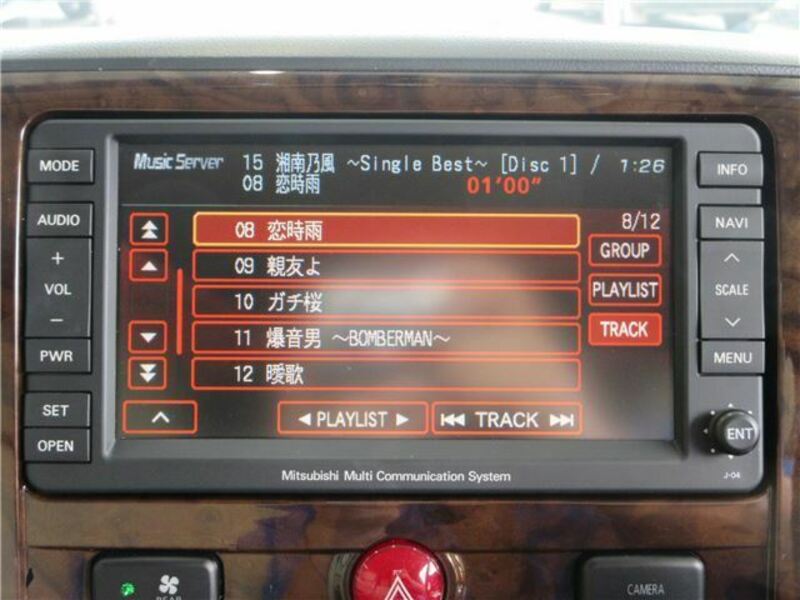 MODE
AUDIO
+
VOL
−
PWR
SET
OPEN
Music Server 15 湘南乃風 ～Single Best～ [Disc 1] / 1:26
08 恋時雨 01'00"
8/12
08 恋時雨
09 親友よ
10 ガチ桜
11 爆音男 ～BOMBERMAN～
12 曖歌
GROUP
PLAYLIST
TRACK
◀ PLAYLIST ▶
⏮ TRACK ⏭
INFO
NAVI
SCALE
MENU
ENT
J-04
Mitsubishi Multi Communication System
REAR
CAMERA